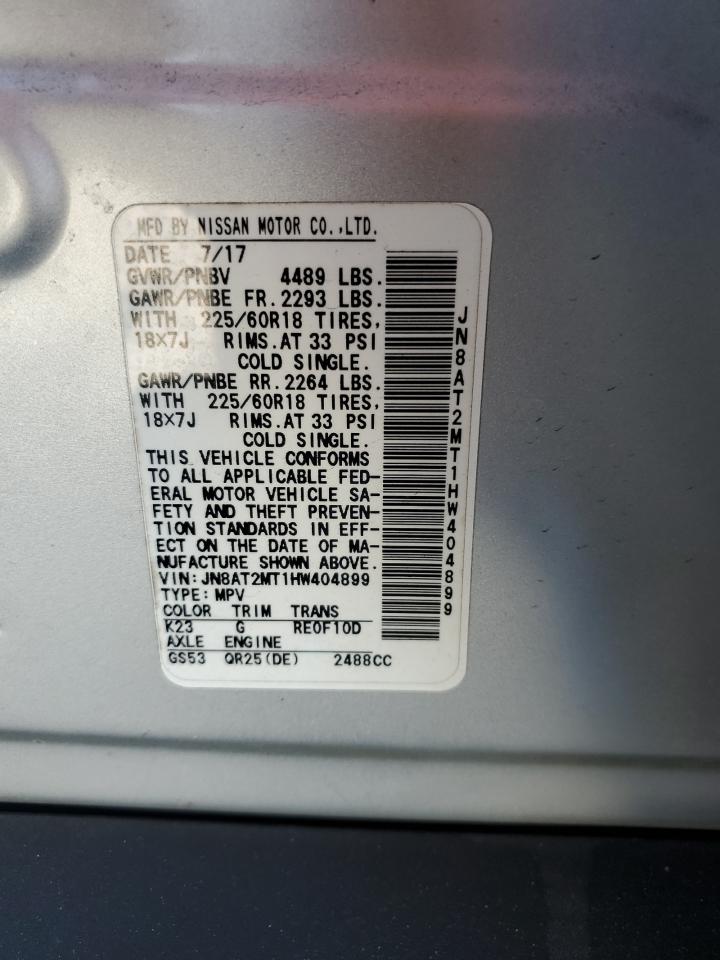 MFD BY NISSAN MOTOR CO.,LTD.
DATE 7/17
GVWR/PNBV 4489 LBS.
GAWR/PNBE FR.2293 LBS.
WITH 225/60R18 TIRES,
18X7J RIMS.AT 33 PSI
COLD SINGLE.
GAWR/PNBE RR.2264 LBS.
WITH 225/60R18 TIRES,
18X7J RIMS.AT 33 PSI
COLD SINGLE.
THIS VEHICLE CONFORMS
TO ALL APPLICABLE FED-
ERAL MOTOR VEHICLE SA-
FETY AND THEFT PREVEN-
TION STANDARDS IN EFF-
ECT ON THE DATE OF MA-
NUFACTURE SHOWN ABOVE.
VIN:JN8AT2MT1HW404899
TYPE:MPV
COLOR TRIM TRANS
K23 G RE0F10D
AXLE ENGINE
GS53 QR25(DE) 2488CC
JN8AT2MT1HW404899